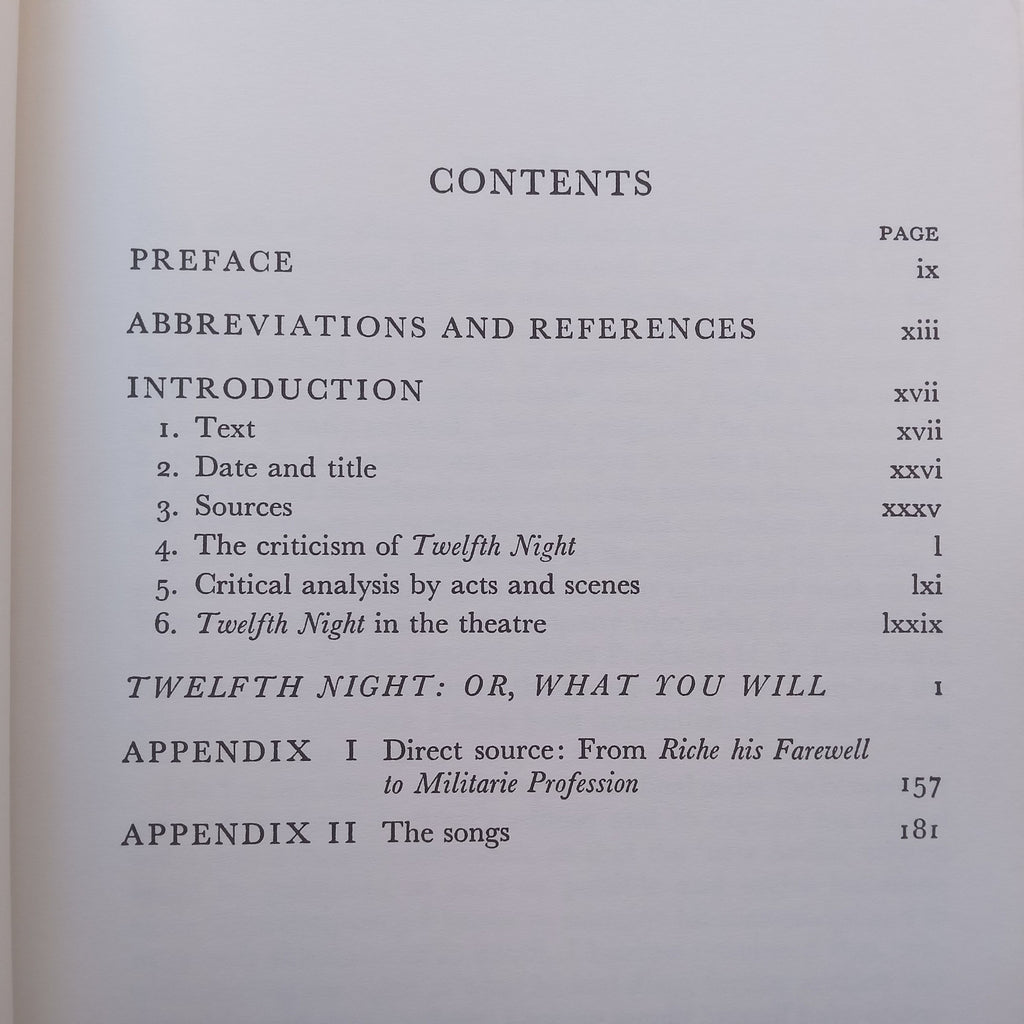 CONTENTS
PAGE
PREFACE ix
ABBREVIATIONS AND REFERENCES xiii
INTRODUCTION xvii
1. Text xvii
2. Date and title xxvi
3. Sources xxxv
4. The criticism of Twelfth Night l
5. Critical analysis by acts and scenes lxi
6. Twelfth Night in the theatre lxxix
TWELFTH NIGHT: OR, WHAT YOU WILL 1
APPENDIX I Direct source: From Riche his Farewell
to Militarie Profession 157
APPENDIX II The songs 181